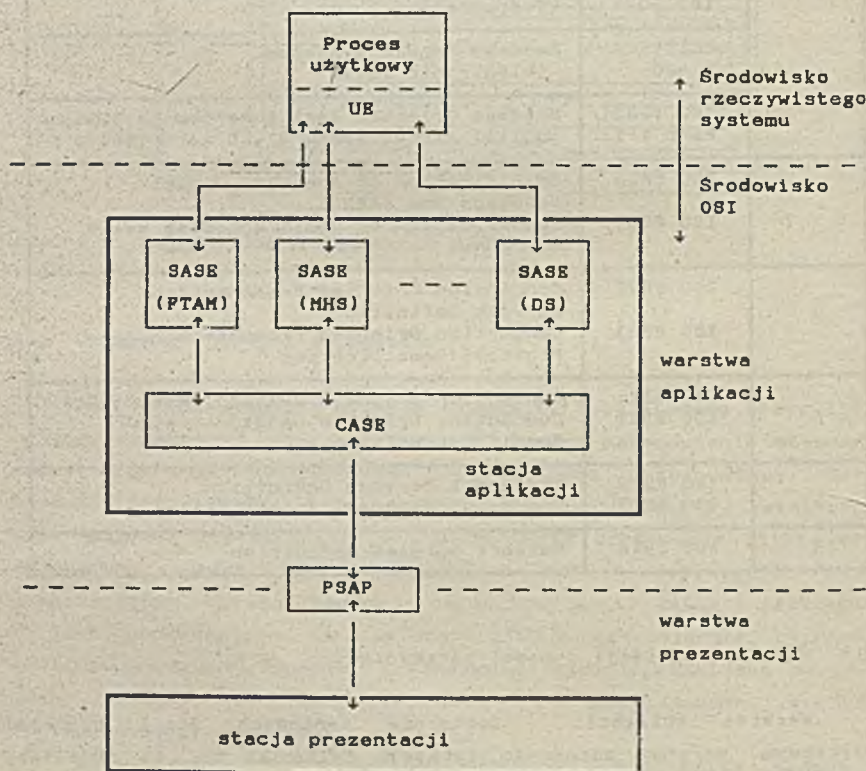 Proces
użytkowy
UE
Środowisko
rzeczywistego
systemu
Środowisko
OSI
SASE
(FTAM)
SASE
(MHS)
SASE
(DS)
warstwa
aplikacji
CASE
stacja
aplikacji
PSAP
warstwa
prezentacji
stacja prezentacji